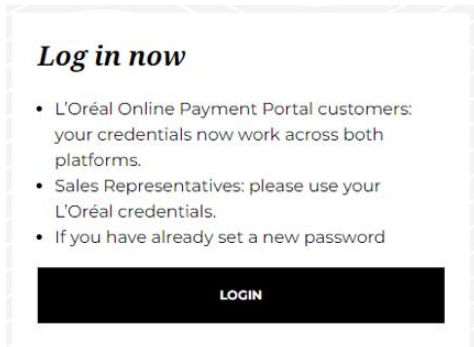 Log in now
• L'Oréal Online Payment Portal customers:
your credentials now work across both
platforms.
• Sales Representatives: please use your
L'Oréal credentials.
• If you have already set a new password
LOGIN